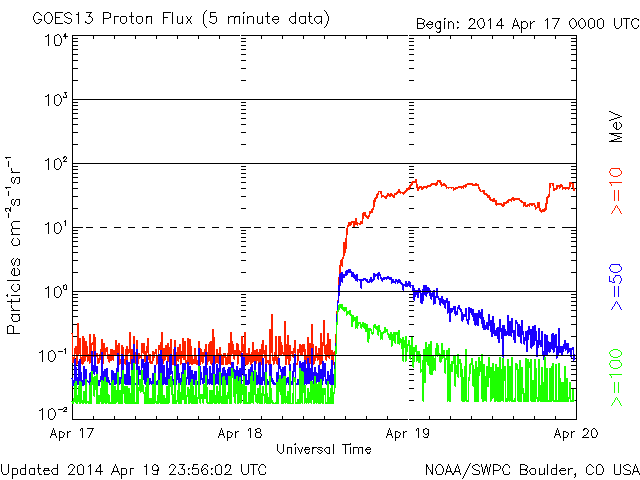 GOES13 Proton Flux (5 minute data)
Begin: 2014 Apr 17 0000 UTC
10⁴
10³
10²
10¹
10⁰
10⁻¹
10⁻²
Particles cm⁻²s⁻¹sr⁻¹
MeV
>=10
>=50
>=100
Apr 17
Apr 18
Apr 19
Apr 20
Universal Time
Updated 2014 Apr 19 23:56:02 UTC
NOAA/SWPC Boulder, CO USA